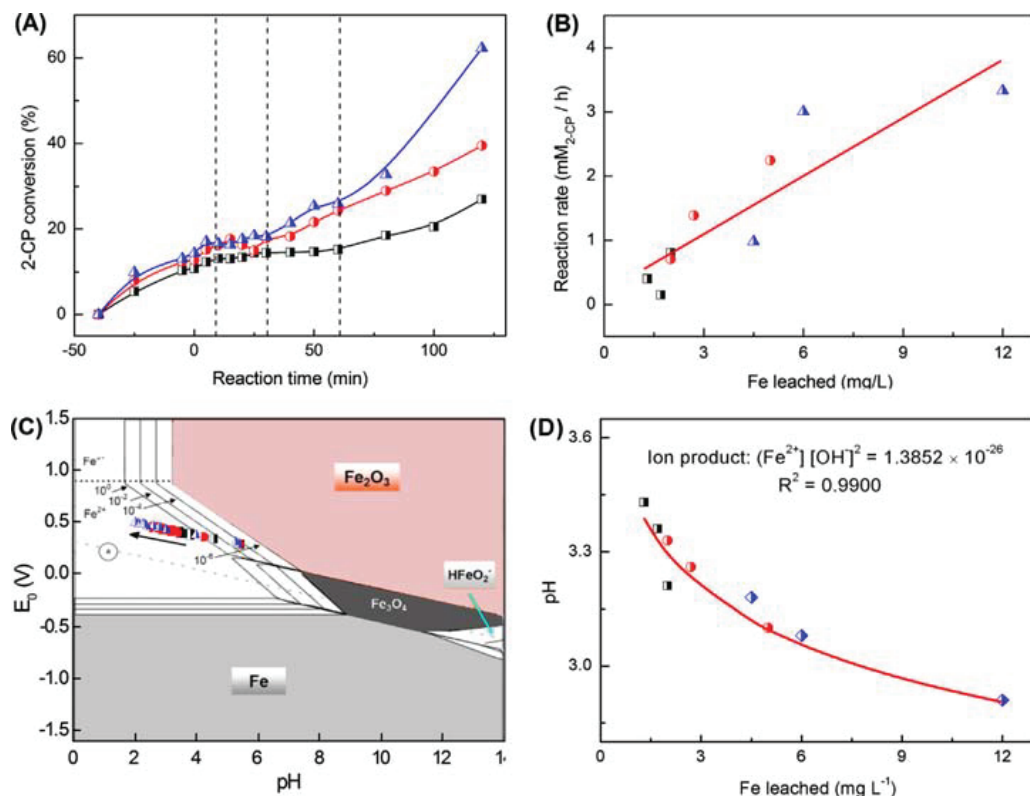 (A)
60
40
20
0
2-CP conversion (%)
-50
0
50
100
Reaction time (min)
(B)
4
3
2
1
0
Reaction rate (mM2-CP / h)
0
3
6
9
12
Fe leached (mg/L)
(C)
1.5
1.0
0.5
0.0
-0.5
-1.0
-1.5
E0 (V)
10^0
10^-2
10^-4
Fe2+
10^-6
Fe2O3
HFeO2-
Fe3O4
Fe
0
2
4
6
8
10
12
14
pH
(D)
3.6
3.3
3.0
pH
Ion product: (Fe2+] [OH-]2 = 1.3852 × 10^-26
R2 = 0.9900
0
3
6
9
12
Fe leached (mg L-1)